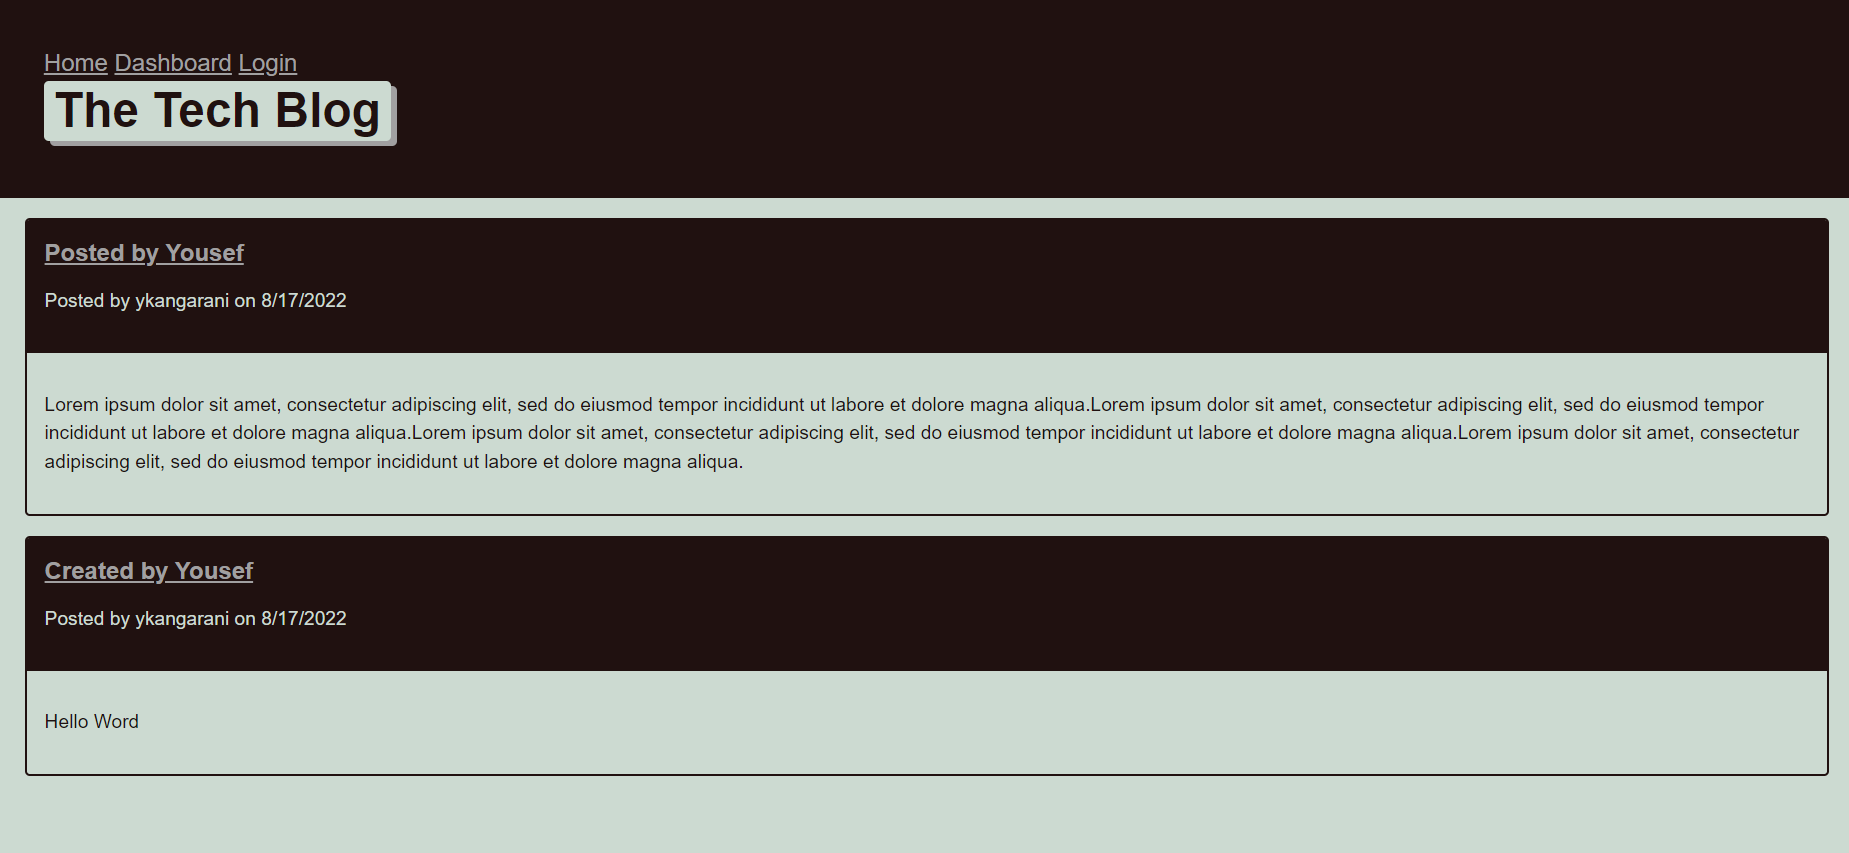 Home Dashboard Login
The Tech Blog
Posted by Yousef
Posted by ykangarani on 8/17/2022
Lorem ipsum dolor sit amet, consectetur adipiscing elit, sed do eiusmod tempor incididunt ut labore et dolore magna aliqua.Lorem ipsum dolor sit amet, consectetur adipiscing elit, sed do eiusmod tempor
incididunt ut labore et dolore magna aliqua.Lorem ipsum dolor sit amet, consectetur adipiscing elit, sed do eiusmod tempor incididunt ut labore et dolore magna aliqua.Lorem ipsum dolor sit amet, consectetur
adipiscing elit, sed do eiusmod tempor incididunt ut labore et dolore magna aliqua.
Created by Yousef
Posted by ykangarani on 8/17/2022
Hello Word